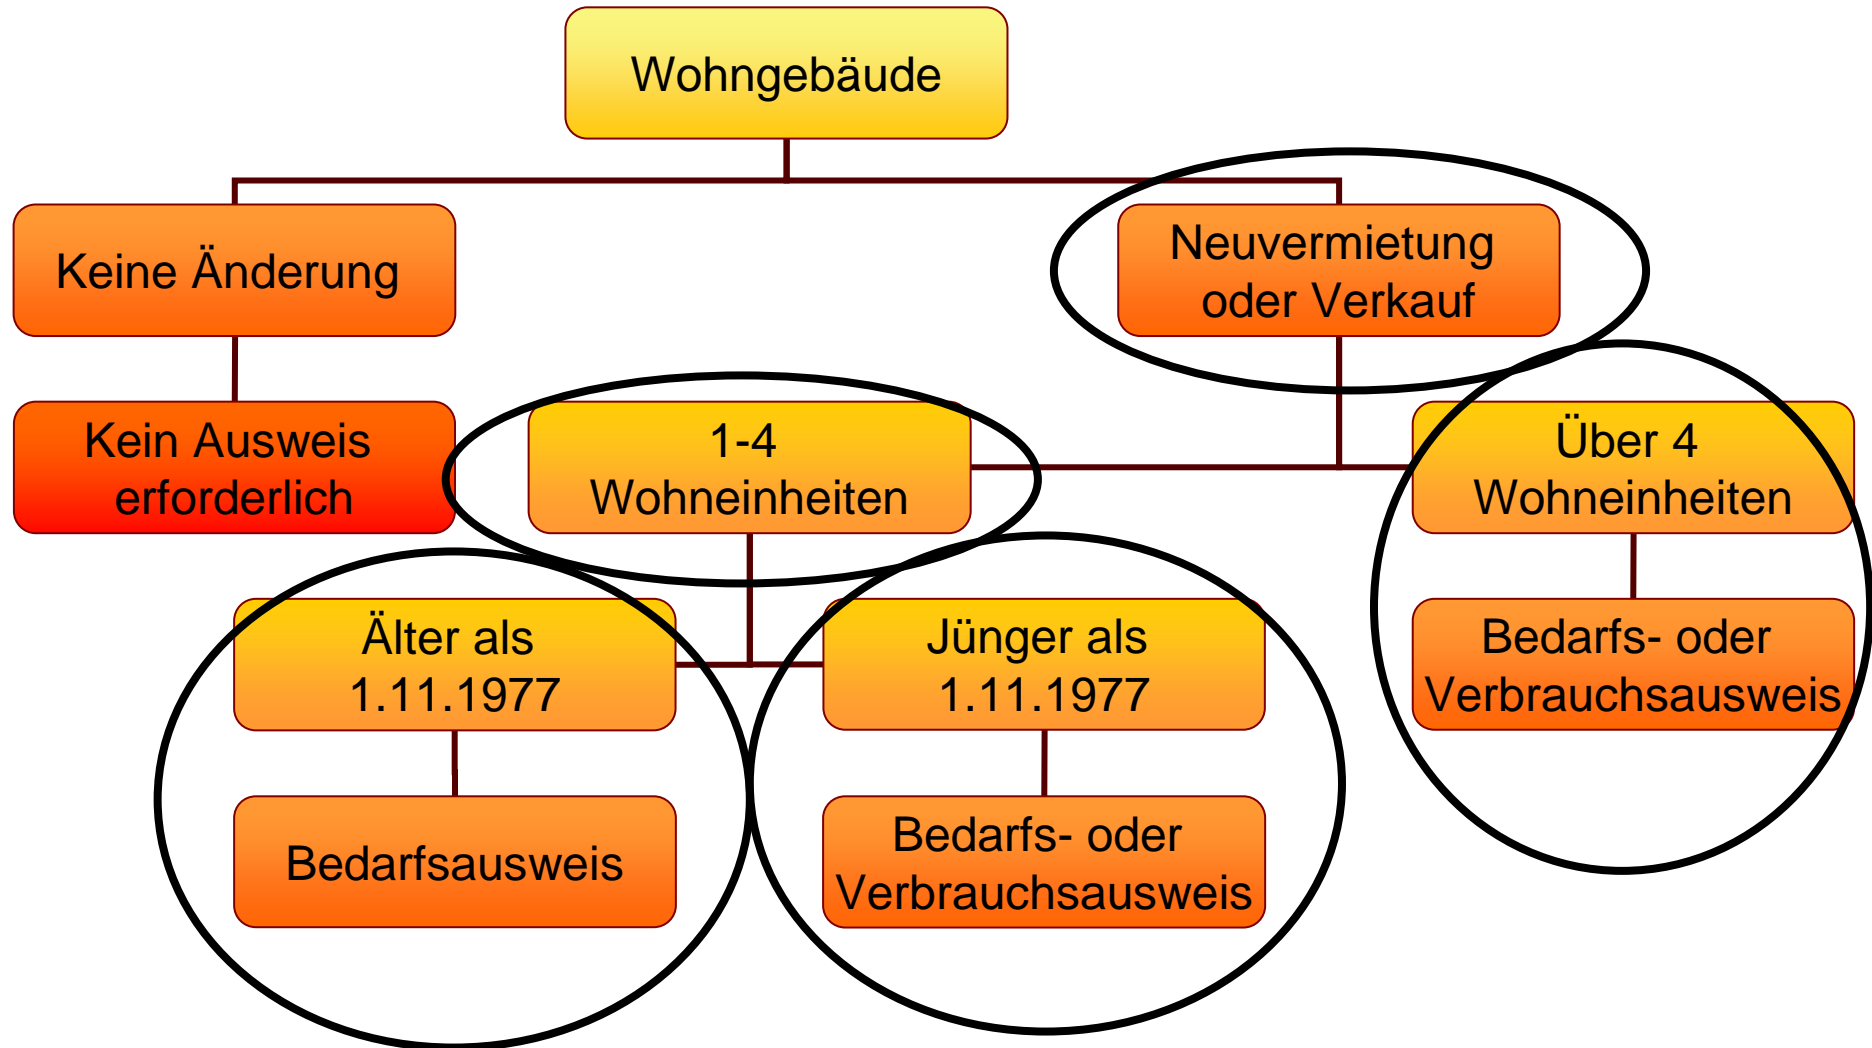 Wohngebäude
Keine Änderung
Neuvermietung
oder Verkauf
Kein Ausweis
erforderlich
1-4
Wohneinheiten
Über 4
Wohneinheiten
Älter als
1.11.1977
Jünger als
1.11.1977
Bedarfs- oder
Verbrauchsausweis
Bedarfsausweis
Bedarfs- oder
Verbrauchsausweis